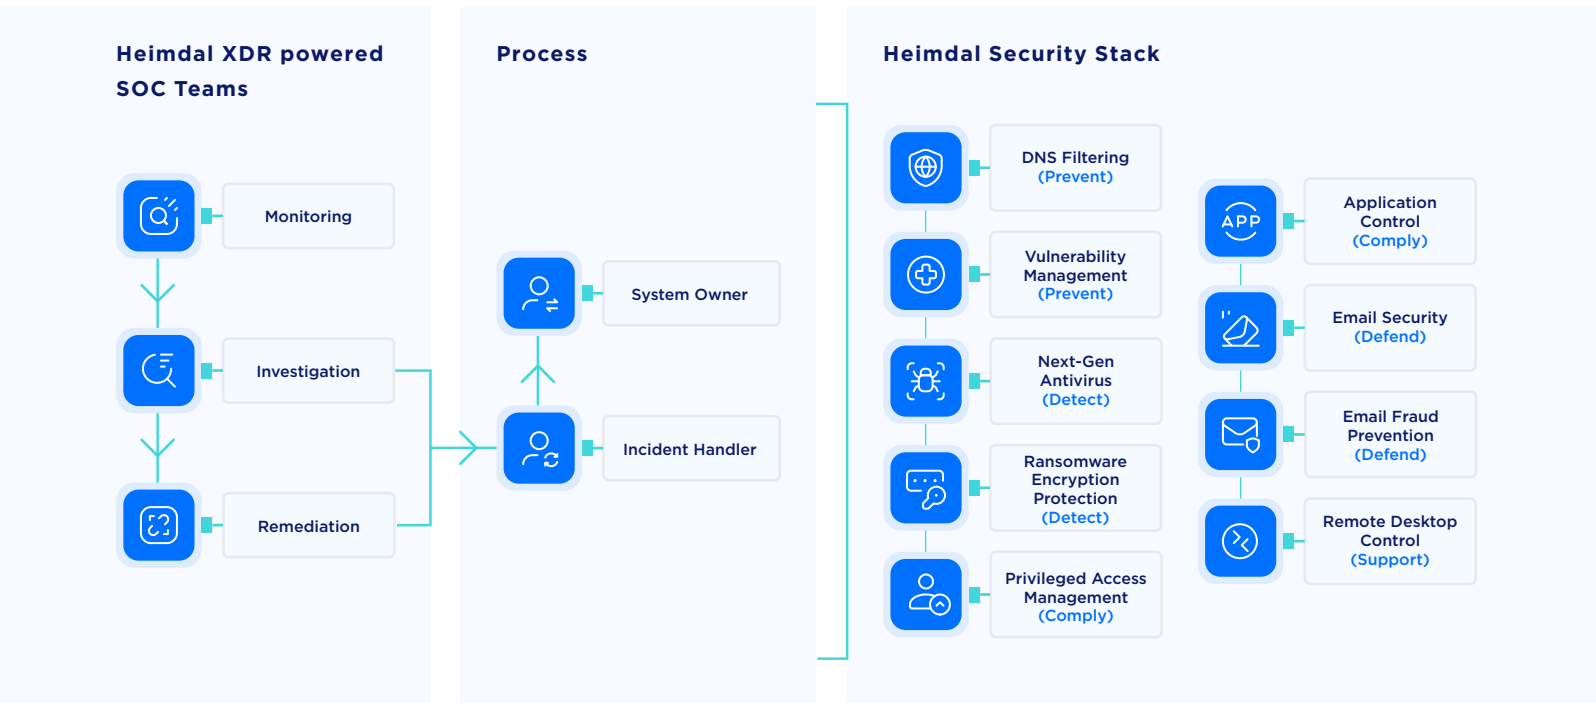 Heimdal XDR powered
SOC Teams
Monitoring
Investigation
Remediation
Process
System Owner
Incident Handler
Heimdal Security Stack
DNS Filtering
(Prevent)
Vulnerability
Management
(Prevent)
Next-Gen
Antivirus
(Detect)
Ransomware
Encryption
Protection
(Detect)
Privileged Access
Management
(Comply)
APP
Application
Control
(Comply)
Email Security
(Defend)
Email Fraud
Prevention
(Defend)
Remote Desktop
Control
(Support)